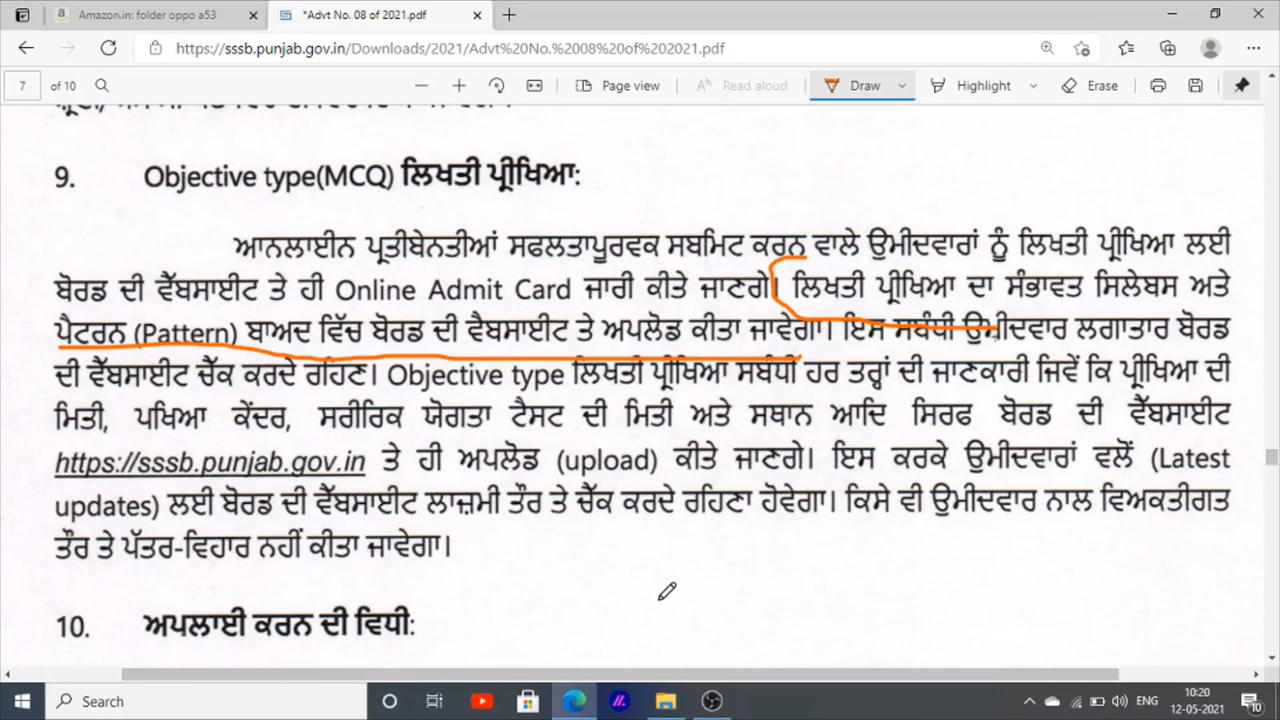 Amazon.in: folder oppo a53
*Advt No. 08 of 2021.pdf
https://sssb.punjab.gov.in/Downloads/2021/Advt%20No.%2008%20of%202021.pdf
7 of 10
Page view
Read aloud
Draw
Highlight
Erase
9. Objective type(MCQ) ਲਿਖਤੀ ਪ੍ਰੀਖਿਆ:
ਆਨਲਾਈਨ ਪ੍ਰਤੀਬੇਨਤੀਆਂ ਸਫਲਤਾਪੂਰਵਕ ਸਬਮਿਟ ਕਰਨ ਵਾਲੇ ਉਮੀਦਵਾਰਾਂ ਨੂੰ ਲਿਖਤੀ ਪ੍ਰੀਖਿਆ ਲਈ
ਬੋਰਡ ਦੀ ਵੈੱਬਸਾਈਟ ਤੇ ਹੀ Online Admit Card ਜਾਰੀ ਕੀਤੇ ਜਾਣਗੇ। ਲਿਖਤੀ ਪ੍ਰੀਖਿਆ ਦਾ ਸੰਭਾਵਤ ਸਿਲੇਬਸ ਅਤੇ
ਪੈਟਰਨ (Pattern) ਬਾਅਦ ਵਿੱਚ ਬੋਰਡ ਦੀ ਵੈਬਸਾਈਟ ਤੇ ਅਪਲੋਡ ਕੀਤਾ ਜਾਵੇਗਾ। ਇਸ ਸਬੰਧੀ ਉਮੀਦਵਾਰ ਲਗਾਤਾਰ ਬੋਰਡ
ਦੀ ਵੈੱਬਸਾਈਟ ਚੈੱਕ ਕਰਦੇ ਰਹਿਣ। Objective type ਲਿਖਤੀ ਪ੍ਰੀਖਿਆ ਸਬੰਧੀ ਹਰ ਤਰ੍ਹਾਂ ਦੀ ਜਾਣਕਾਰੀ ਜਿਵੇਂ ਕਿ ਪ੍ਰੀਖਿਆ ਦੀ
ਮਿਤੀ, ਪਖਿਆ ਕੇਂਦਰ, ਸਰੀਰਿਕ ਯੋਗਤਾ ਟੈਸਟ ਦੀ ਮਿਤੀ ਅਤੇ ਸਥਾਨ ਆਦਿ ਸਿਰਫ ਬੋਰਡ ਦੀ ਵੈੱਬਸਾਈਟ
https://sssb.punjab.gov.in ਤੇ ਹੀ ਅਪਲੋਡ (upload) ਕੀਤੇ ਜਾਣਗੇ। ਇਸ ਕਰਕੇ ਉਮੀਦਵਾਰਾਂ ਵਲੋਂ (Latest
updates) ਲਈ ਬੋਰਡ ਦੀ ਵੈੱਬਸਾਈਟ ਲਾਜ਼ਮੀ ਤੌਰ ਤੇ ਚੈੱਕ ਕਰਦੇ ਰਹਿਣਾ ਹੋਵੇਗਾ। ਕਿਸੇ ਵੀ ਉਮੀਦਵਾਰ ਨਾਲ ਵਿਅਕਤੀਗਤ
ਤੌਰ ਤੇ ਪੱਤਰ-ਵਿਹਾਰ ਨਹੀਂ ਕੀਤਾ ਜਾਵੇਗਾ।
10. ਅਪਲਾਈ ਕਰਨ ਦੀ ਵਿਧੀ:
Search
ENG
10:20
12-05-2021
10